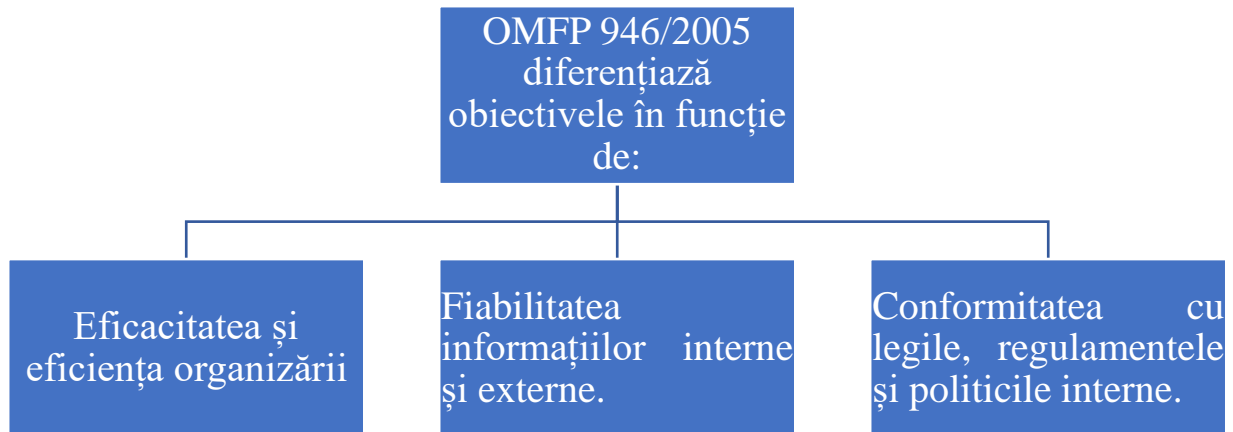 OMFP 946/2005
diferențiază
obiectivele în funcție
de:
Eficacitatea și
eficiența organizării
Fiabilitatea
informațiilor interne
și externe.
Conformitatea cu
legile, regulamentele
și politicile interne.